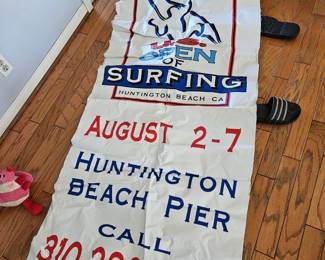 U.S.
OPEN
OF
SURFING
HUNTINGTON BEACH CA
AUGUST 2-7
HUNTINGTON
BEACH PIER
CALL